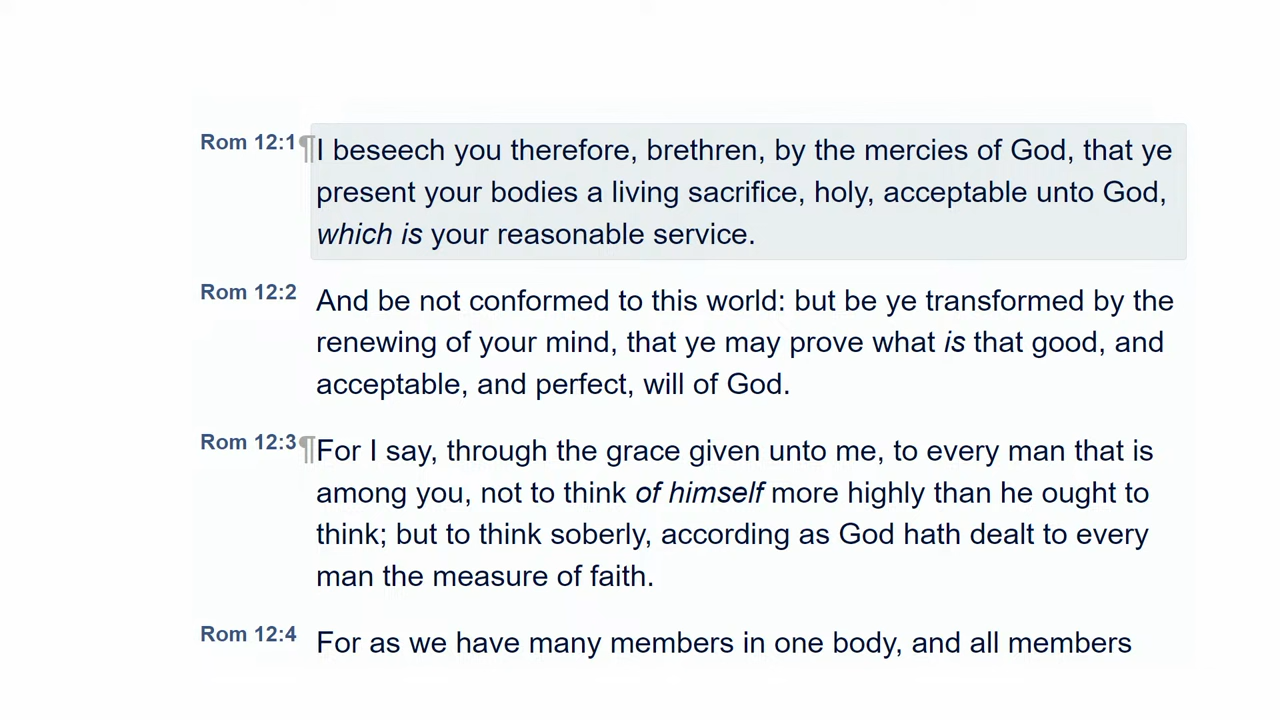 Rom 12:1 ¶I beseech you therefore, brethren, by the mercies of God, that ye
present your bodies a living sacrifice, holy, acceptable unto God,
which is your reasonable service.
Rom 12:2 And be not conformed to this world: but be ye transformed by the
renewing of your mind, that ye may prove what is that good, and
acceptable, and perfect, will of God.
Rom 12:3 ¶For I say, through the grace given unto me, to every man that is
among you, not to think of himself more highly than he ought to
think; but to think soberly, according as God hath dealt to every
man the measure of faith.
Rom 12:4 For as we have many members in one body, and all members